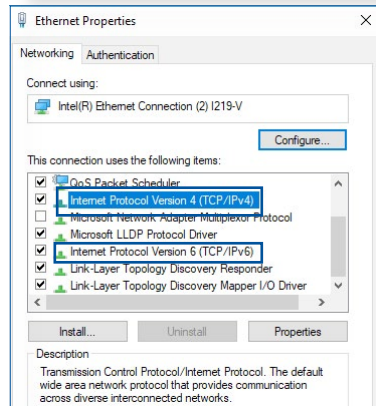 Ethernet Properties
Networking Authentication
Connect using:
Intel(R) Ethernet Connection (2) I219-V
Configure...
This connection uses the following items:
QoS Packet Scheduler
Internet Protocol Version 4 (TCP/IPv4)
Microsoft Network Adapter Multiplexor Protocol
Microsoft LLDP Protocol Driver
Internet Protocol Version 6 (TCP/IPv6)
Link-Layer Topology Discovery Responder
Link-Layer Topology Discovery Mapper I/O Driver
Install... Uninstall Properties
Description
Transmission Control Protocol/Internet Protocol. The default
wide area network protocol that provides communication
across diverse interconnected networks.